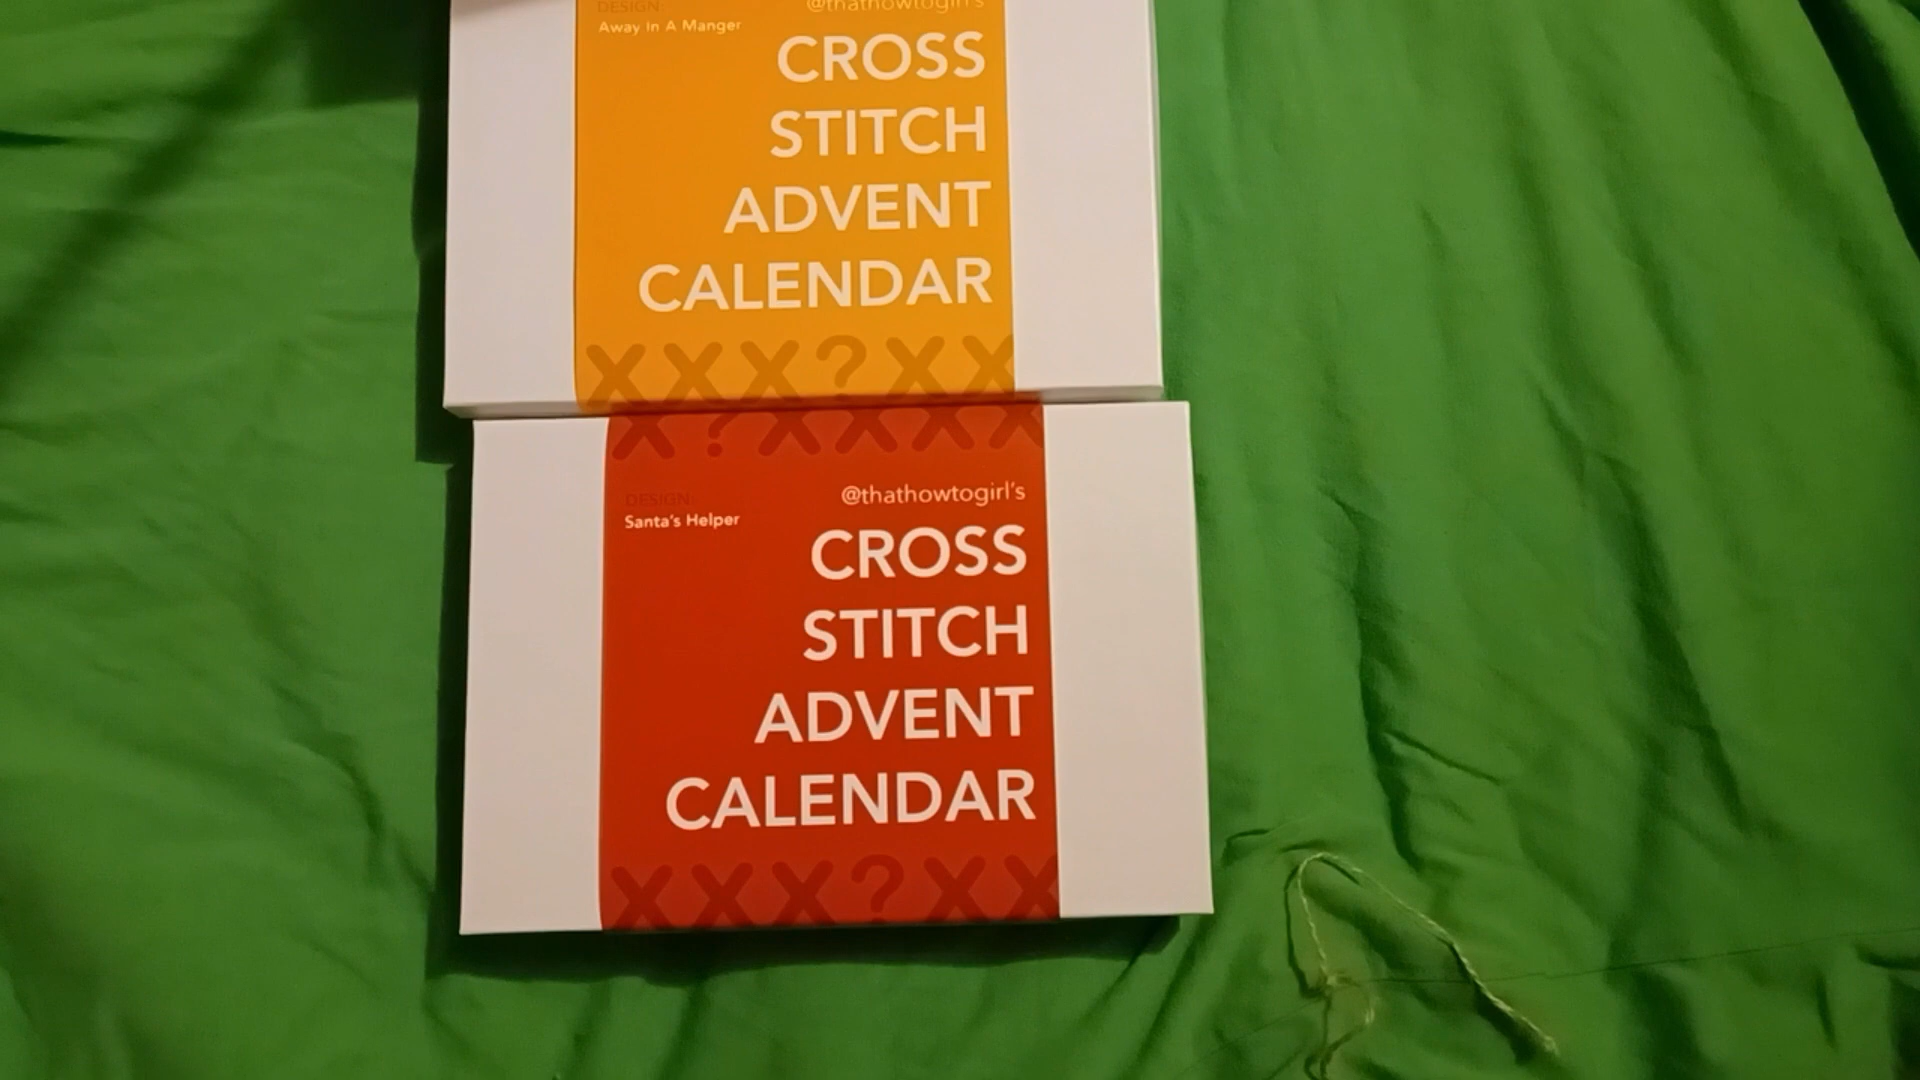 DESIGN:
Away In A Manger
@thathowtogirl's
CROSS
STITCH
ADVENT
CALENDAR
XXX?XX
X?XXXX
DESIGN:
Santa's Helper
@thathowtogirl's
CROSS
STITCH
ADVENT
CALENDAR
XXX?XX